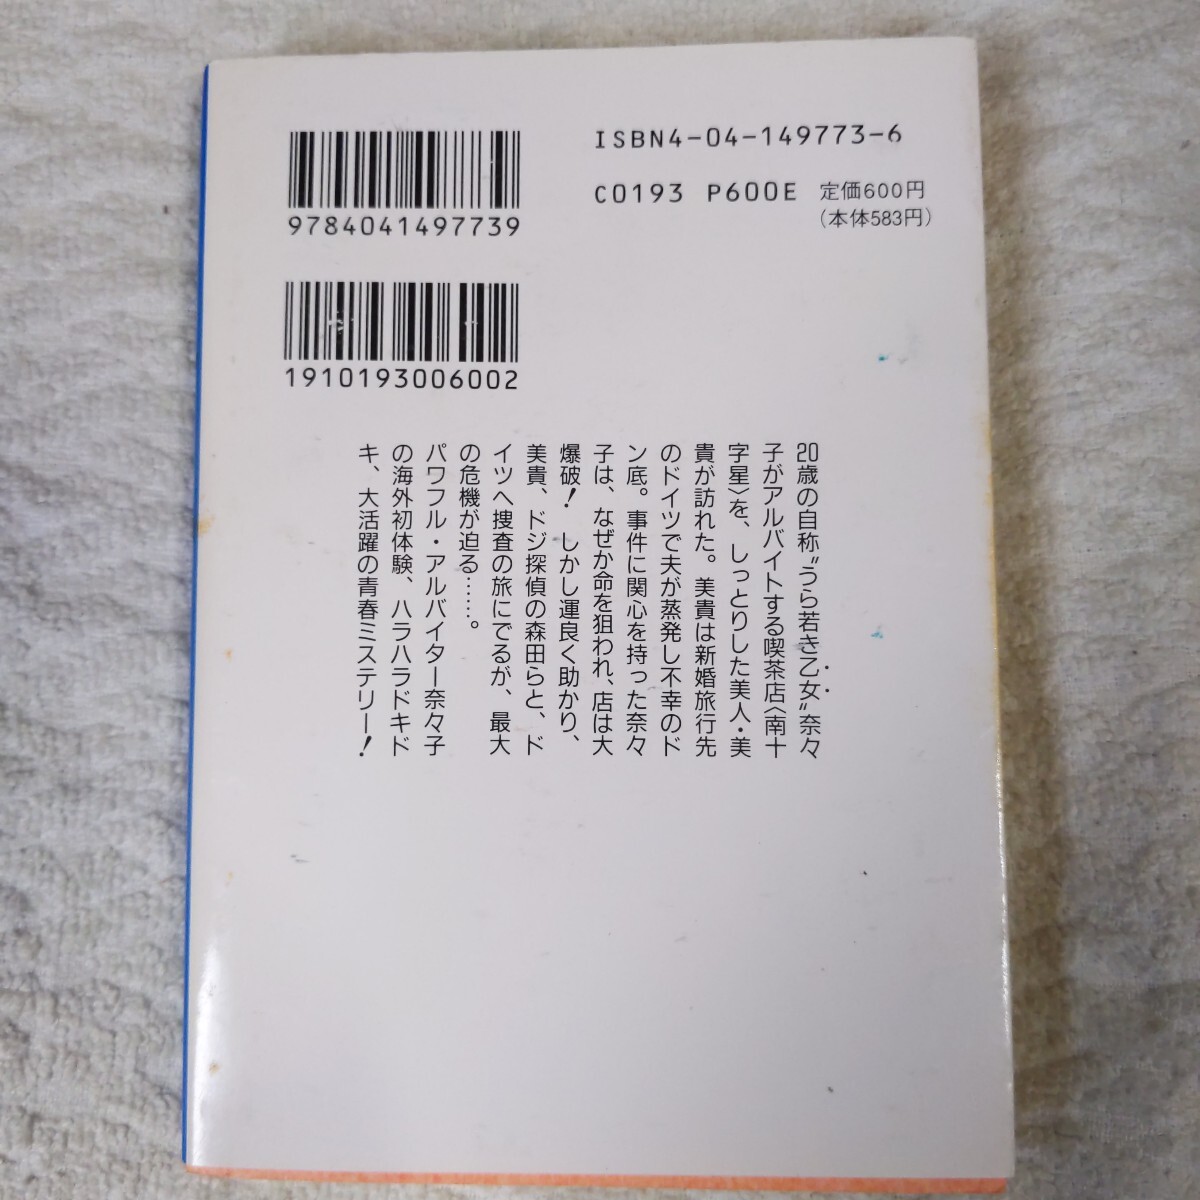 ISBN4-04-149773-6
C0193 P600E 定価600円
(本体583円)
9784041497739
1910193006002
20歳の自称〝うら若き乙女〟奈々
子がアルバイトする喫茶店〈南十
字星〉を、しっとりした美人・美
貴が訪れた。美貴は新婚旅行先
のドイツで夫が蒸発し不幸のド
ン底。事件に関心を持った奈々
子は、なぜか命を狙われ、店は大
爆破! しかし運良く助かり、
美貴、ドジ探偵の森田らと、ド
イツへ捜査の旅にでるが、最大
の危機が迫る……。
パワフル・アルバイター奈々子
の海外初体験、ハラハラドキド
キ、大活躍の青春ミステリー!